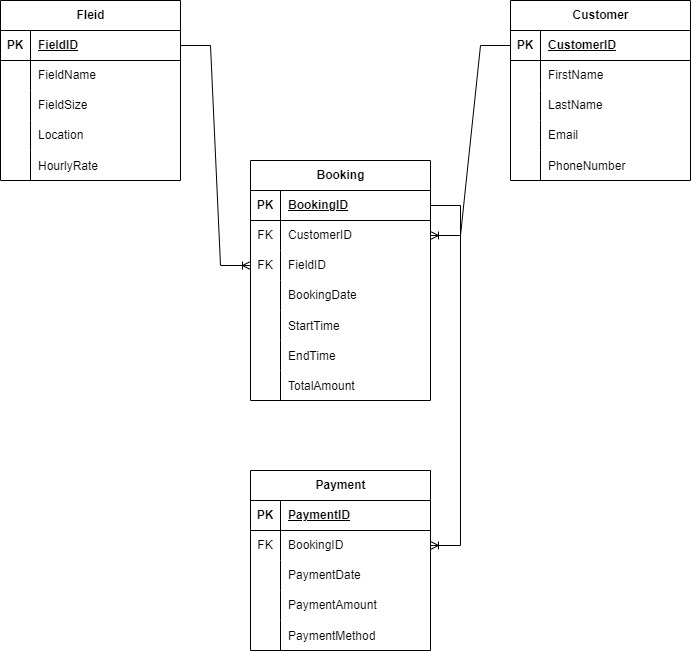 Fleid
PK FieldID
FieldName
FieldSize
Location
HourlyRate
Customer
PK CustomerID
FirstName
LastName
Email
PhoneNumber
Booking
PK BookingID
FK CustomerID
FK FieldID
BookingDate
StartTime
EndTime
TotalAmount
Payment
PK PaymentID
FK BookingID
PaymentDate
PaymentAmount
PaymentMethod